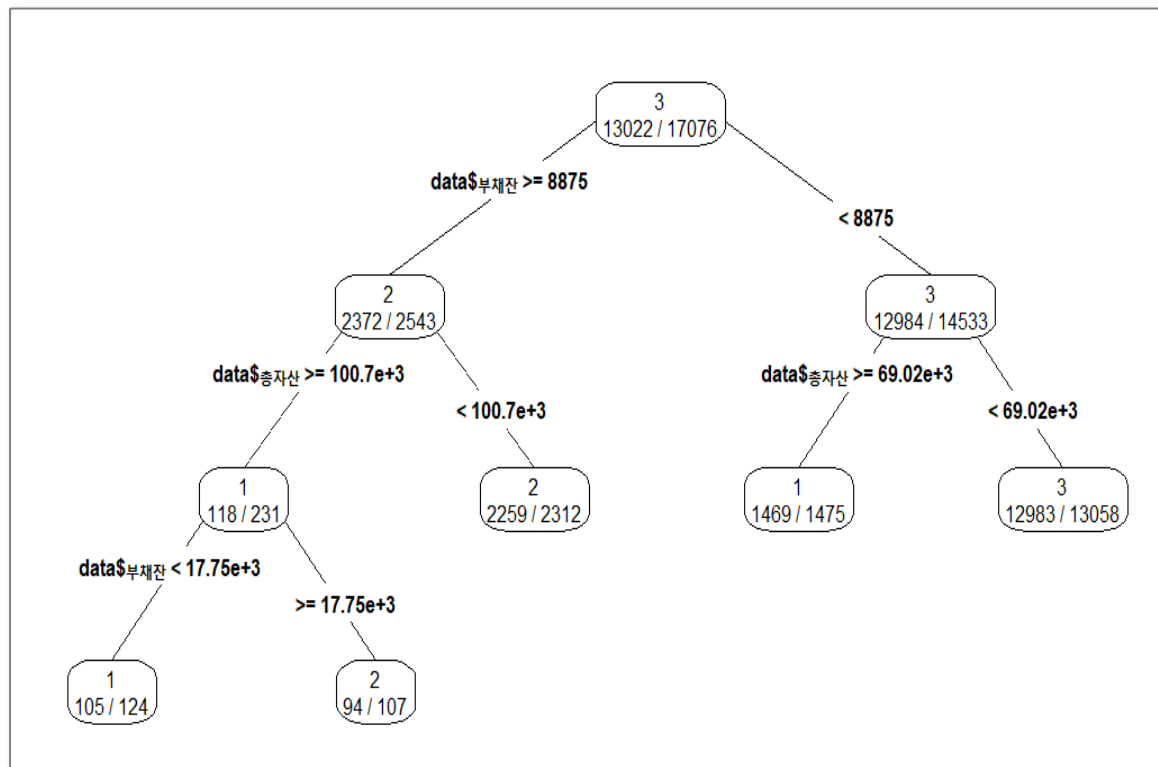 3
13022 / 17076
data$부채잔 >= 8875
< 8875
2
2372 / 2543
3
12984 / 14533
data$총자산 >= 100.7e+3
< 100.7e+3
data$총자산 >= 69.02e+3
< 69.02e+3
1
118 / 231
2
2259 / 2312
1
1469 / 1475
3
12983 / 13058
data$부채잔 < 17.75e+3
>= 17.75e+3
1
105 / 124
2
94 / 107